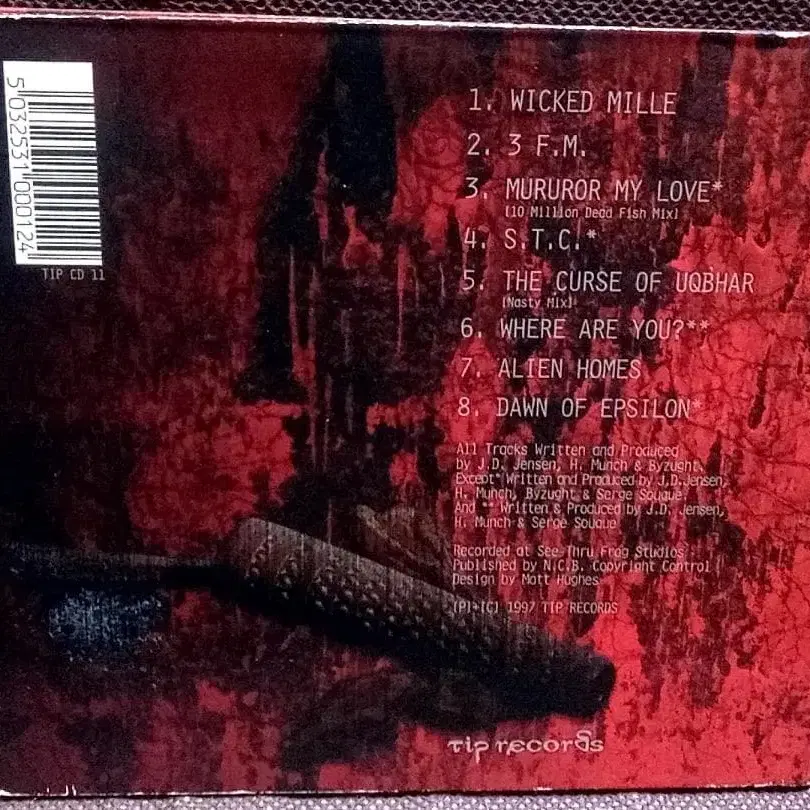 5 032531 000124
TIP CD 11
1. WICKED MILLE
2. 3 F.M.
3. MURUROR MY LOVE*
[10 Million Dead Fish Mix]
4. S.T.C.*
5. THE CURSE OF UQBHAR
[Nasty Mix]
6. WHERE ARE YOU?**
7. ALIEN HOMES
8. DAWN OF EPSILON*
All Tracks Written and Produced
by J.D. Jensen, H. Munch & Byzught
Except* Written and Produced by J.D.Jensen,
H. Munch, Byzught & Serge Souque.
And ** Written & Produced by J.D. Jensen,
H. Munch & Serge Souque
Recorded at See Thru Frog Studios
Published by N.C.B. Copyright Control
Design by Matt Hughes
(P)+(C) 1997 TIP RECORDS
tip records